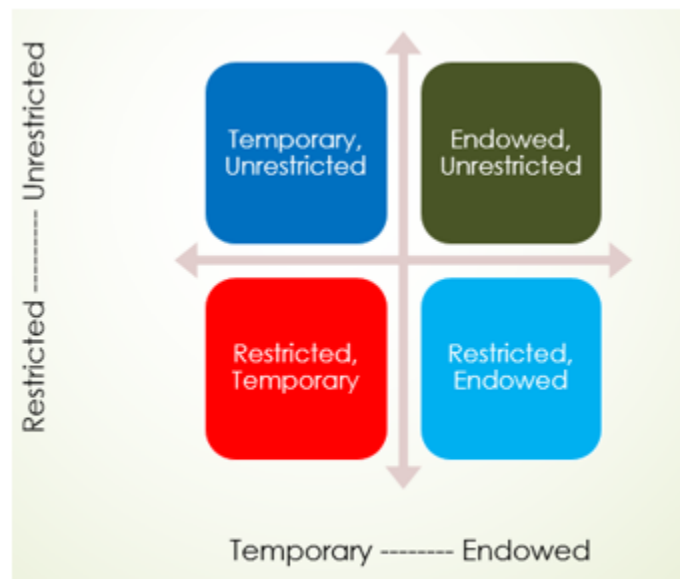 Restricted ---------- Unrestricted
Temporary,
Unrestricted
Endowed,
Unrestricted
Restricted,
Temporary
Restricted,
Endowed
Temporary -------- Endowed